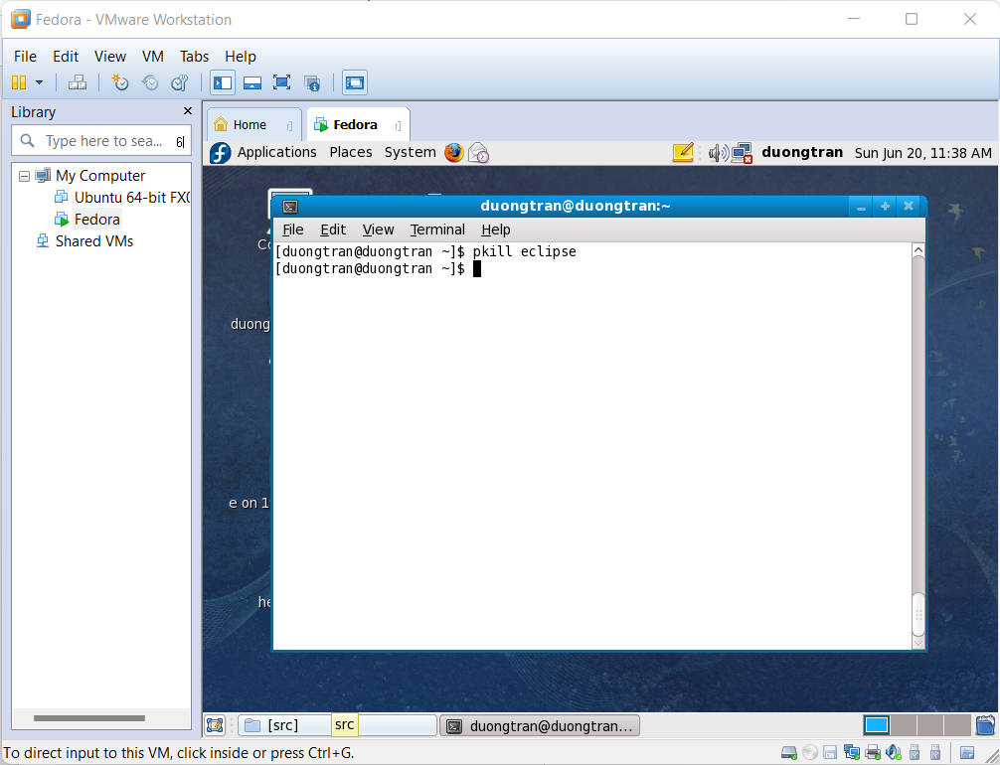 Fedora - VMware Workstation
File Edit View VM Tabs Help
Library
Type here to sea...
My Computer
Ubuntu 64-bit FX
Fedora
Shared VMs
Home
Fedora
Applications Places System
duongtran Sun Jun 20, 11:38 AM
Co
duong
e on 1
he
duongtran@duongtran:~
File Edit View Terminal Help
[duongtran@duongtran ~]$ pkill eclipse
[duongtran@duongtran ~]$
[src]
src
duongtran@duongtran...
To direct input to this VM, click inside or press Ctrl+G.